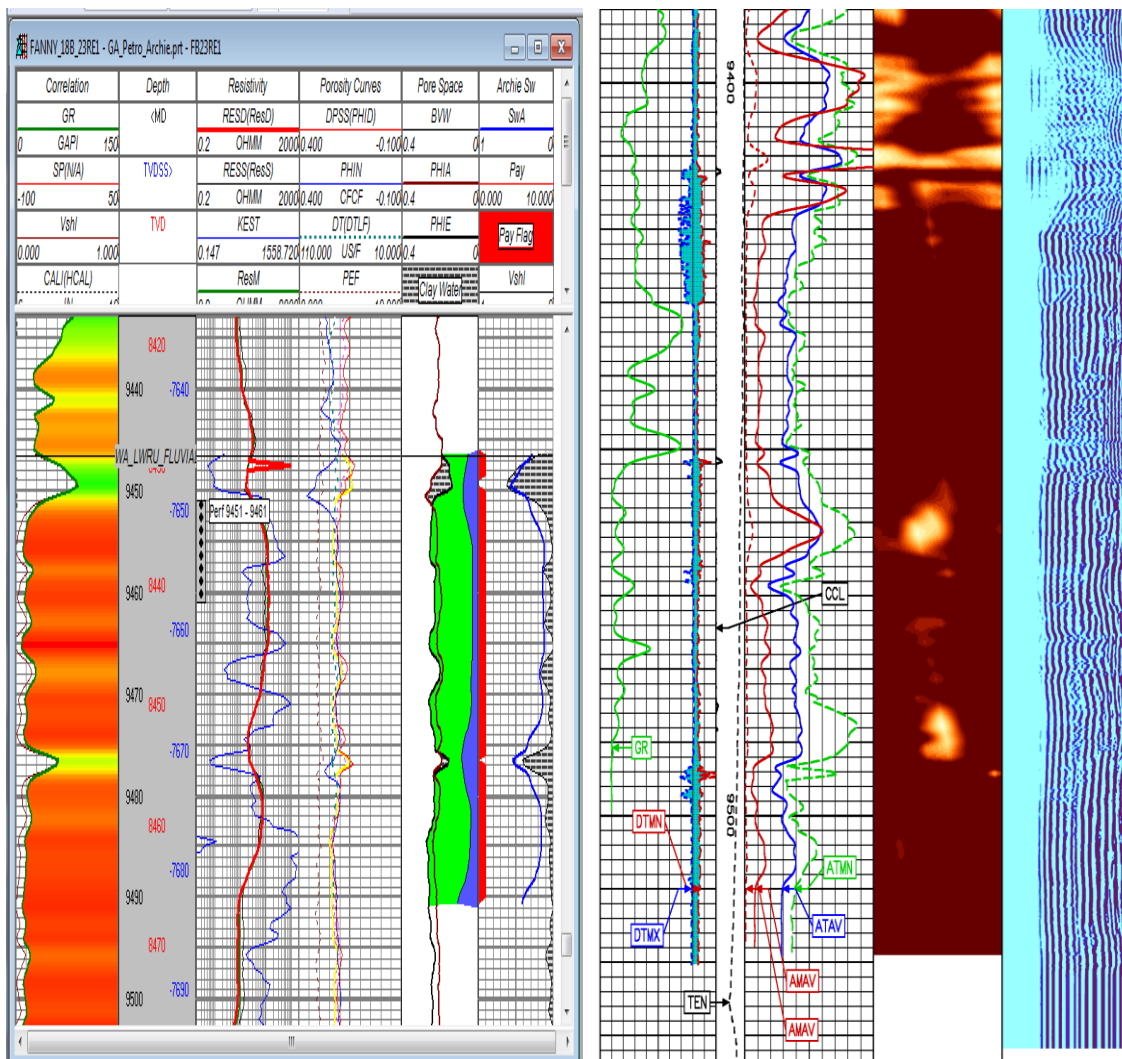 FANNY_18B_23RE1 - GA_Petro_Archie.prt - FB23RE1
Correlation Depth Resistivity Porosity Curves Pore Space Archie Sw
GR <MD RESD(ResD) DPSS(PHID) BVW SwA
0 GAPI 150 0.2 OHMM 2000 0.400 -0.100 0.4 0 1 0
SP(N/A) TVDSS> RESS(ResS) PHIN PHIA Pay
-100 50 0.2 OHMM 2000 0.400 CFCF -0.100 0.4 0 0.000 10.000
Vshl TVD KEST DT(DTLF) PHIE Pay Flag
0.000 1.000 0.147 1558.720 110.000 US/F 10.000 0.4 0
CALI(HCAL) ResM PEF Clay Water Vshl
8420
9440 -7640
WA_LWRU_FLUVIA
9450
-7650 Perf 9451 - 9461
8440
9460
-7660
9470
8450
-7670
9480
8460
-7680
9490
8470
-7690
9500
9400
CCL
GR
9500
DTMN
ATMN
DTMX
ATAV
AMAV
TEN
AMAV